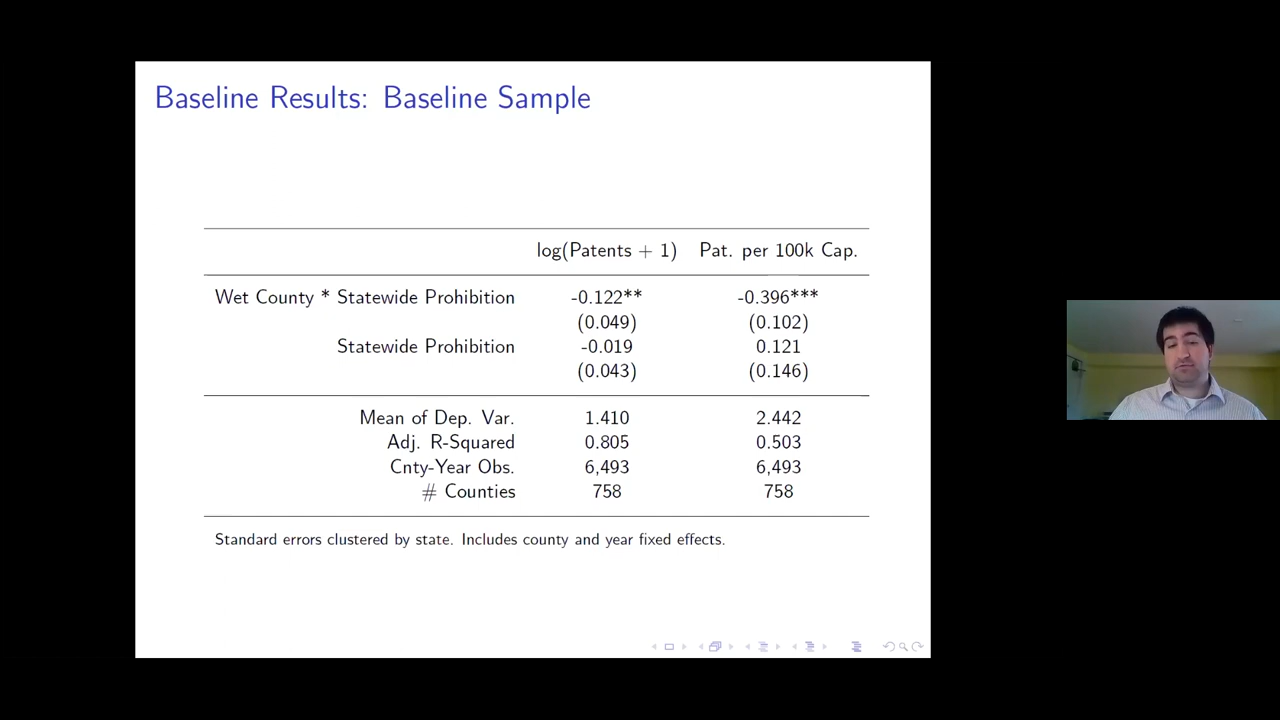 Baseline Results: Baseline Sample
log(Patents + 1) Pat. per 100k Cap.
Wet County * Statewide Prohibition -0.122** -0.396***
(0.049) (0.102)
Statewide Prohibition -0.019 0.121
(0.043) (0.146)
Mean of Dep. Var. 1.410 2.442
Adj. R-Squared 0.805 0.503
Cnty-Year Obs. 6,493 6,493
# Counties 758 758
Standard errors clustered by state. Includes county and year fixed effects.